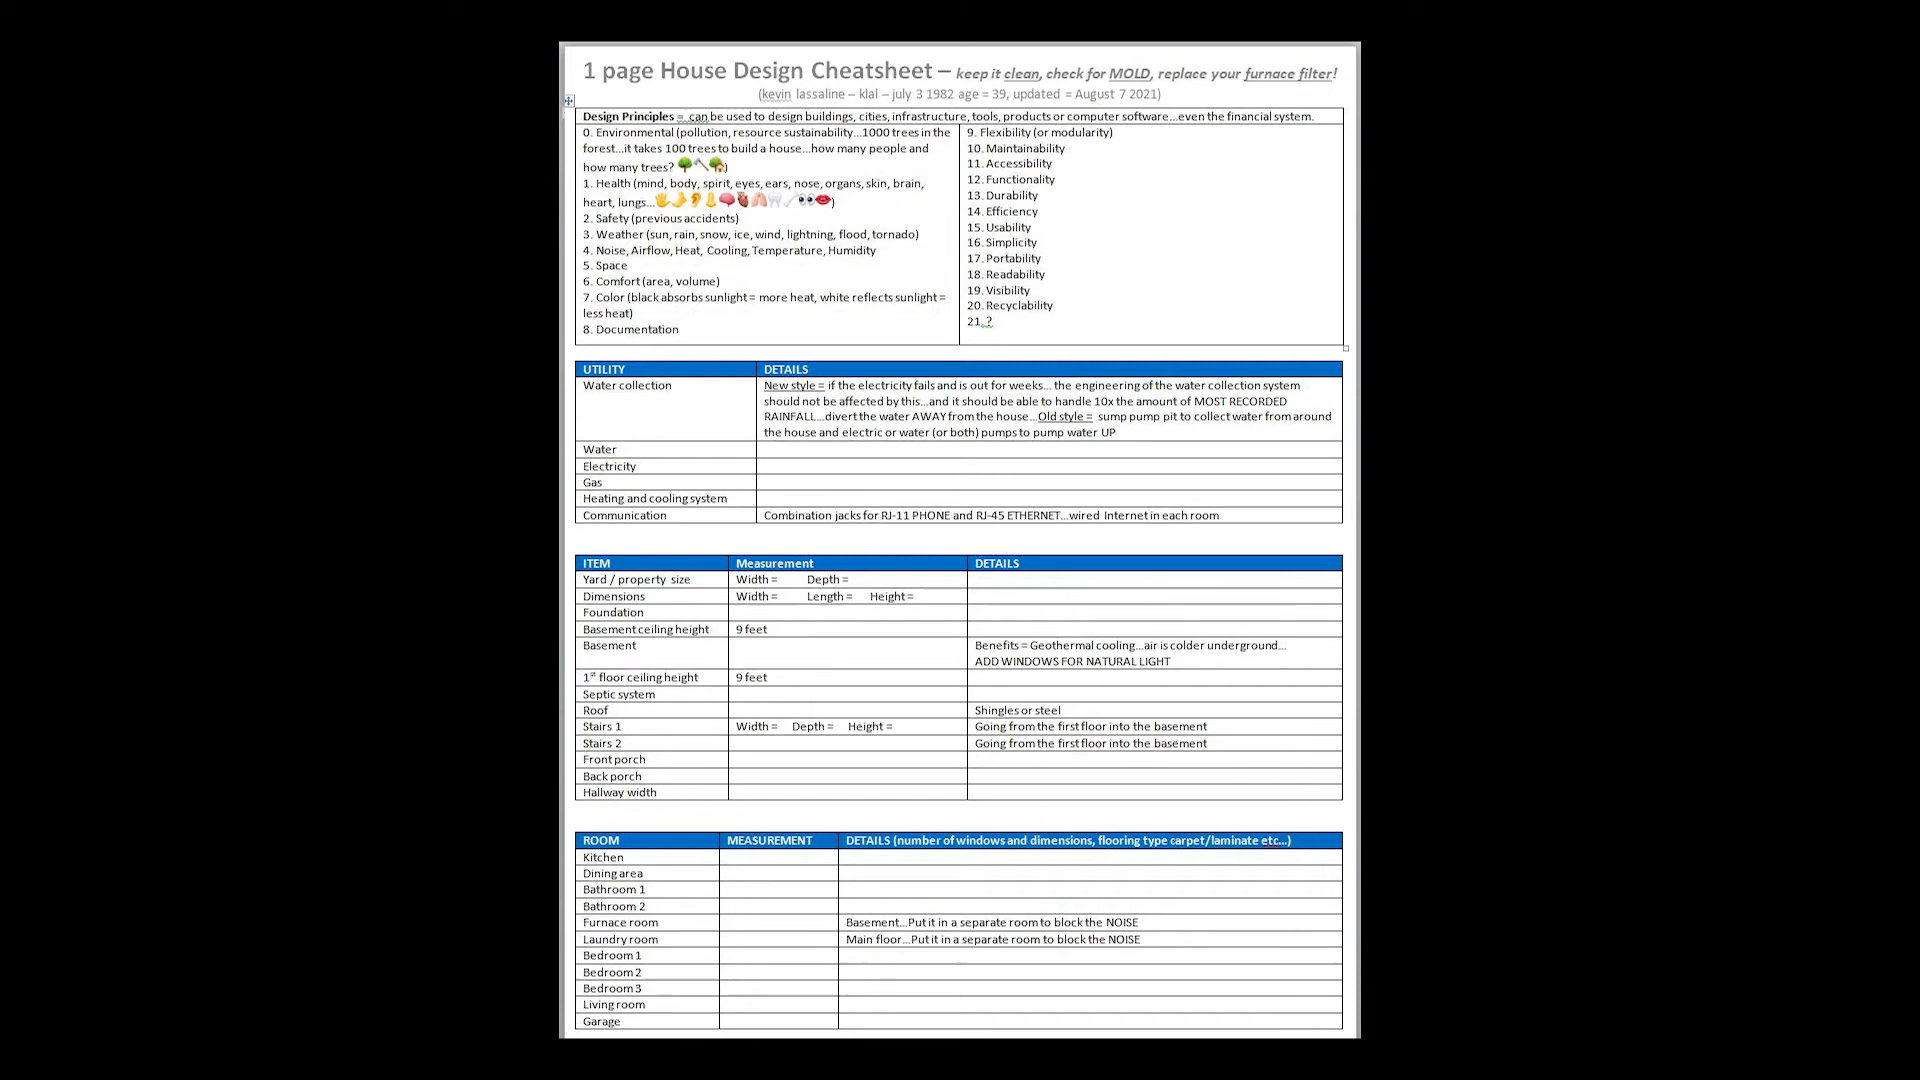 1 page House Design Cheatsheet – keep it clean, check for MOLD, replace your furnace filter!
(kevin lassaline – klal – july 3 1982 age = 39, updated = August 7 2021)
Design Principles = can be used to design buildings, cities, infrastructure, tools, products or computer software...even the financial system.
0. Environmental (pollution, resource sustainability...1000 trees in the
forest...it takes 100 trees to build a house...how many people and
how many trees? 🌳🪓🏡)
1. Health (mind, body, spirit, eyes, ears, nose, organs, skin, brain,
heart, lungs...🖐🤌👂👃🧠🫀🫁🦷🦴👀👄)
2. Safety (previous accidents)
3. Weather (sun, rain, snow, ice, wind, lightning, flood, tornado)
4. Noise, Airflow, Heat, Cooling, Temperature, Humidity
5. Space
6. Comfort (area, volume)
7. Color (black absorbs sunlight = more heat, white reflects sunlight =
less heat)
8. Documentation
9. Flexibility (or modularity)
10. Maintainability
11. Accessibility
12. Functionality
13. Durability
14. Efficiency
15. Usability
16. Simplicity
17. Portability
18. Readability
19. Visibility
20. Recyclability
21. ?
UTILITY DETAILS
Water collection New style = if the electricity fails and is out for weeks... the engineering of the water collection system
should not be affected by this...and it should be able to handle 10x the amount of MOST RECORDED
RAINFALL...divert the water AWAY from the house...Old style = sump pump pit to collect water from around
the house and electric or water (or both) pumps to pump water UP
Water
Electricity
Gas
Heating and cooling system
Communication Combination jacks for RJ-11 PHONE and RJ-45 ETHERNET...wired Internet in each room
ITEM Measurement DETAILS
Yard / property size Width = Depth =
Dimensions Width = Length = Height =
Foundation
Basement ceiling height 9 feet
Basement Benefits = Geothermal cooling...air is colder underground...
ADD WINDOWS FOR NATURAL LIGHT
1st floor ceiling height 9 feet
Septic system
Roof Shingles or steel
Stairs 1 Width = Depth = Height = Going from the first floor into the basement
Stairs 2 Going from the first floor into the basement
Front porch
Back porch
Hallway width
ROOM MEASUREMENT DETAILS (number of windows and dimensions, flooring type carpet/laminate etc...)
Kitchen
Dining area
Bathroom 1
Bathroom 2
Furnace room Basement...Put it in a separate room to block the NOISE
Laundry room Main floor...Put it in a separate room to block the NOISE
Bedroom 1
Bedroom 2
Bedroom 3
Living room
Garage